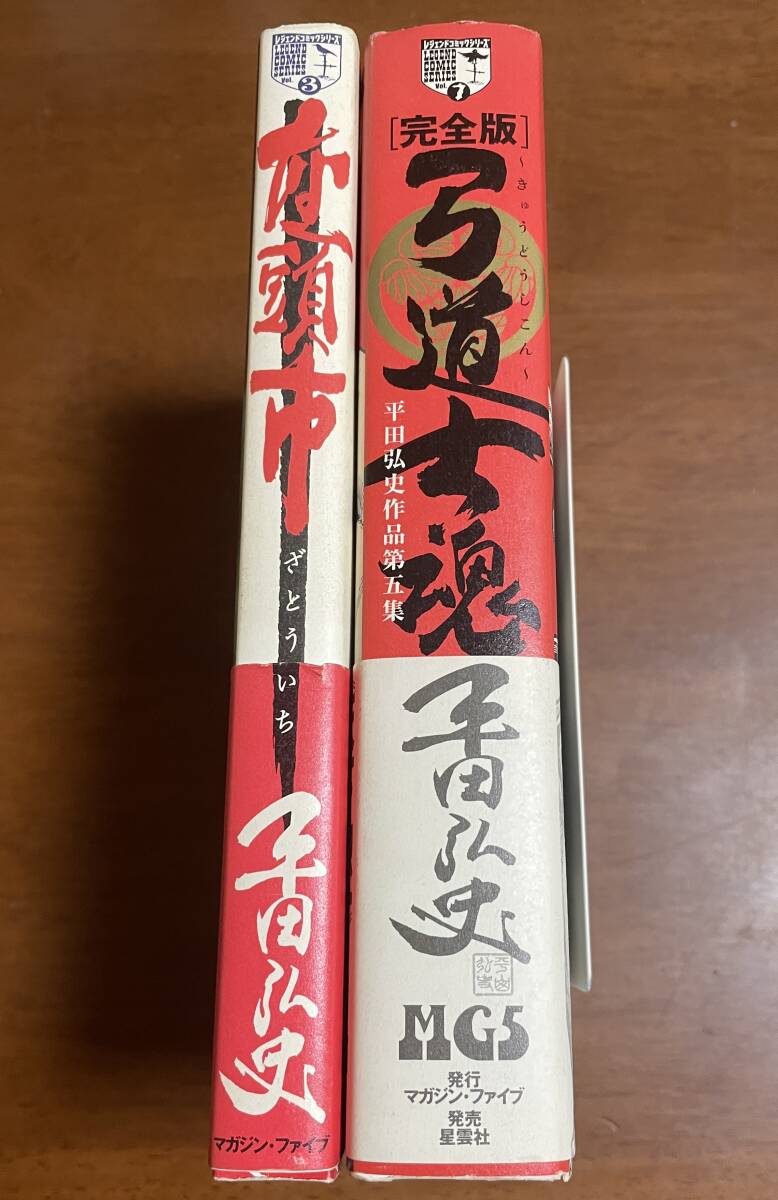 レジェンドコミックシリーズ
LEGEND
COMIC
SERIES
Vol.
3
座頭市
ざとういち
平田弘史
マガジン・ファイブ
レジェンドコミックシリーズ
LEGEND
COMIC
SERIES
Vol.
7
[完全版]
弓道士魂
～きゅうどうしこん～
平田弘史作品第五集
平田弘史
MG5
発行
マガジン・ファイブ
発売
星雲社